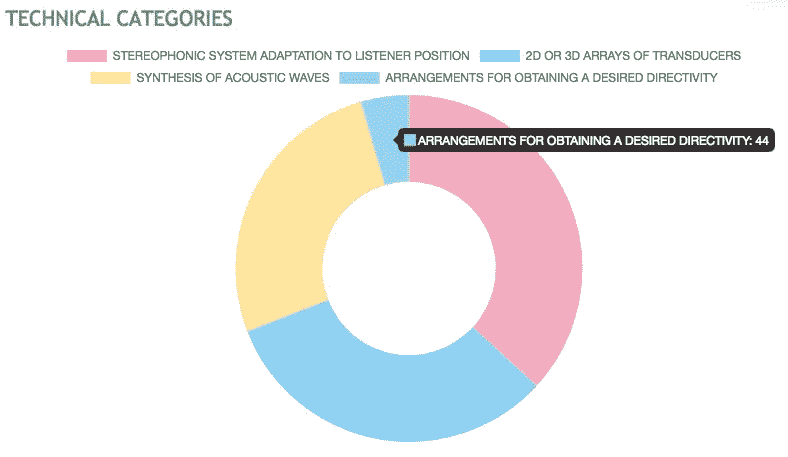 TECHNICAL CATEGORIES
STEREOPHONIC SYSTEM ADAPTATION TO LISTENER POSITION 2D OR 3D ARRAYS OF TRANSDUCERS
SYNTHESIS OF ACOUSTIC WAVES ARRANGEMENTS FOR OBTAINING A DESIRED DIRECTIVITY
ARRANGEMENTS FOR OBTAINING A DESIRED DIRECTIVITY: 44